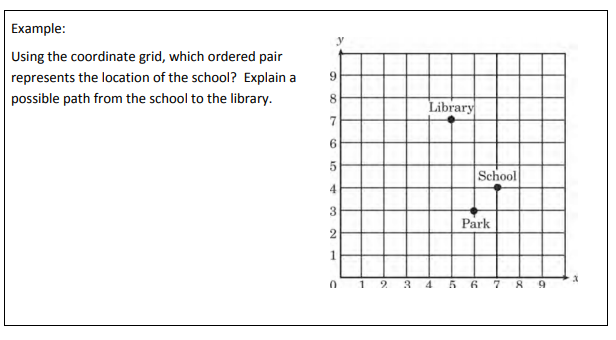 Example:
Using the coordinate grid, which ordered pair
represents the location of the school?  Explain a
possible path from the school to the library.
y
9
8
Library
7
6
5
School
4
3
Park
2
1
0 1 2 3 4 5 6 7 8 9
x